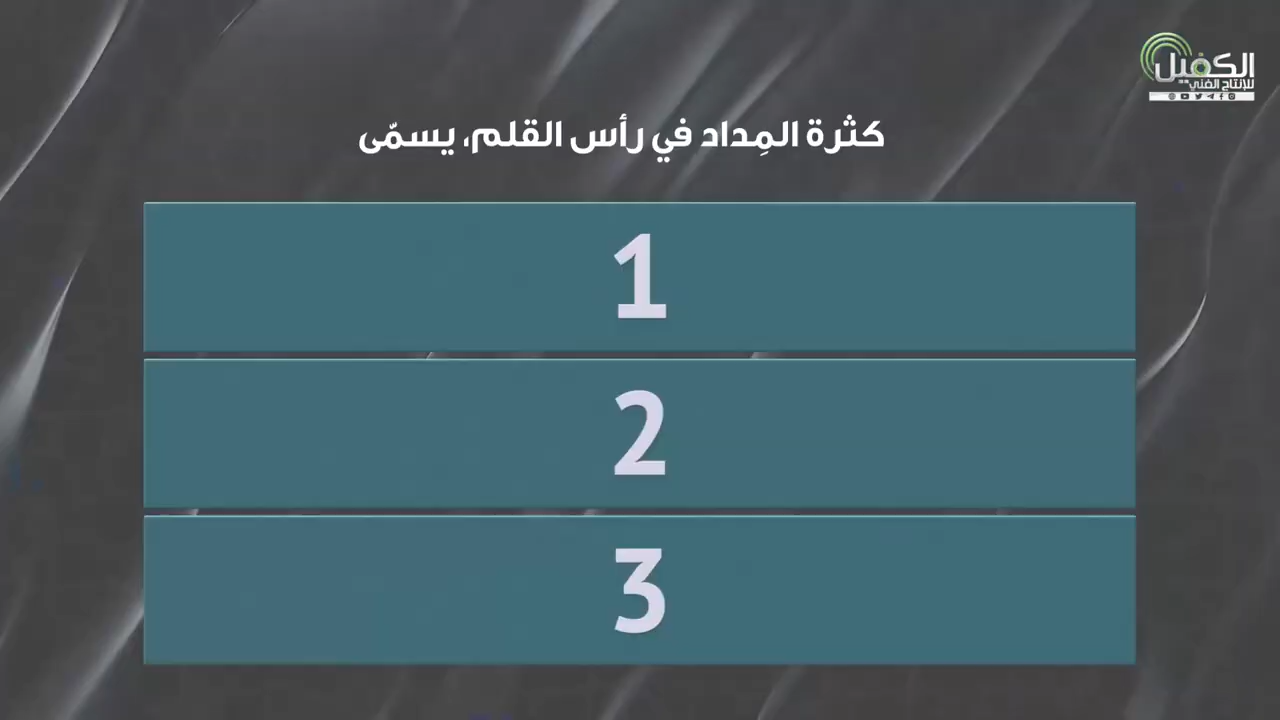 الكفيل
للإنتاج الفني
كثرة المِداد في رأس القلم، يسمّى
1
2
3